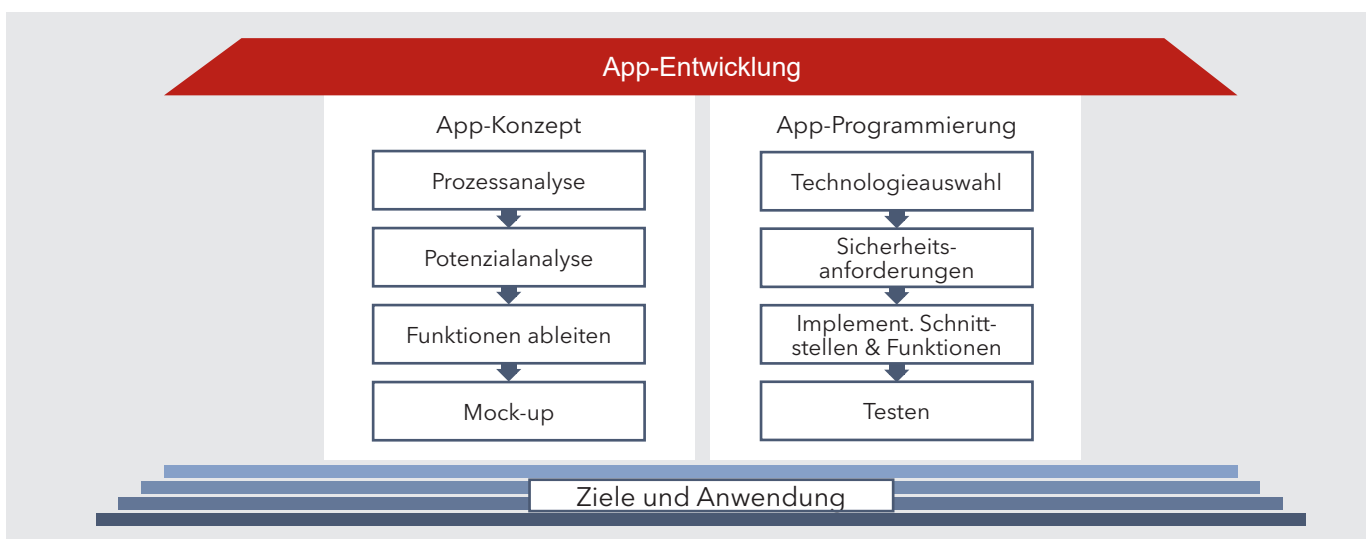 App-Entwicklung
App-Konzept
Prozessanalyse
Potenzialanalyse
Funktionen ableiten
Mock-up
App-Programmierung
Technologieauswahl
Sicherheits-
anforderungen
Implement. Schnitt-
stellen & Funktionen
Testen
Ziele und Anwendung